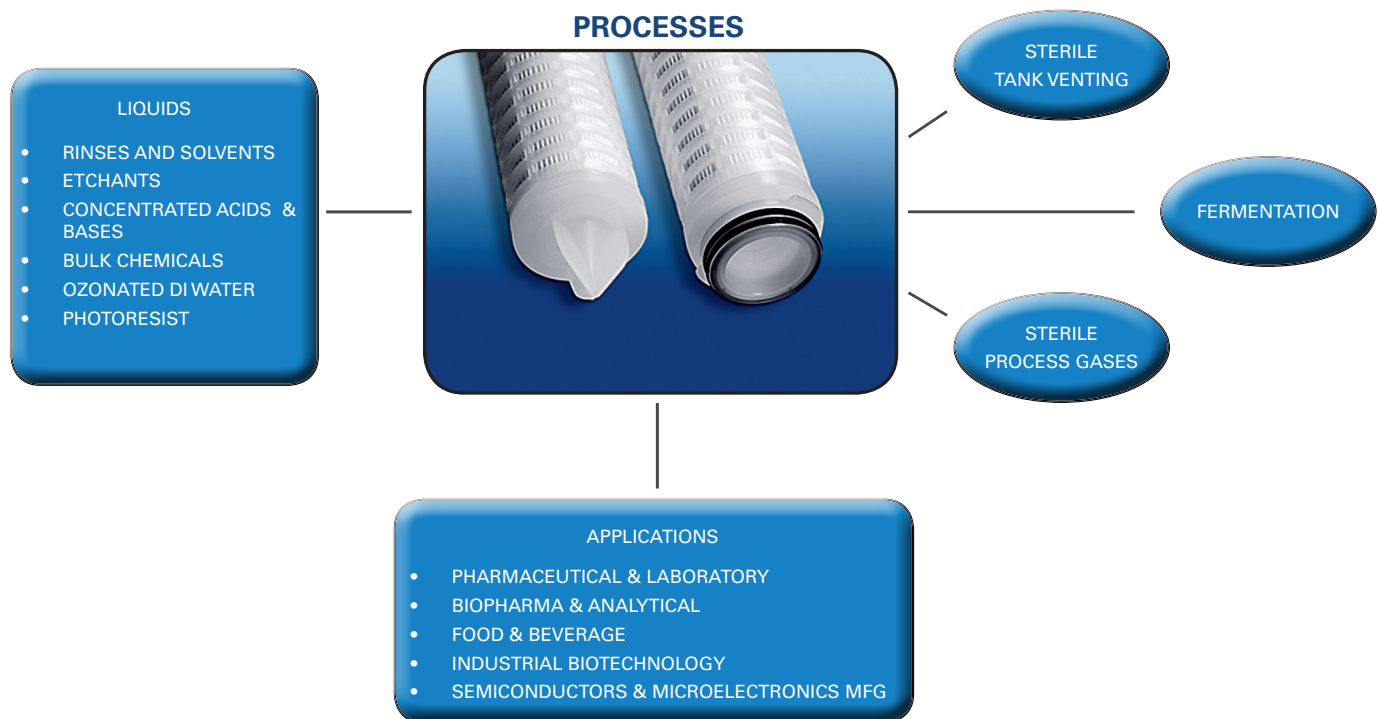 PROCESSES
LIQUIDS
• RINSES AND SOLVENTS
• ETCHANTS
• CONCENTRATED ACIDS &
BASES
• BULK CHEMICALS
• OZONATED DI WATER
• PHOTORESIST
STERILE
TANK VENTING
FERMENTATION
STERILE
PROCESS GASES
APPLICATIONS
• PHARMACEUTICAL & LABORATORY
• BIOPHARMA & ANALYTICAL
• FOOD & BEVERAGE
• INDUSTRIAL BIOTECHNOLOGY
• SEMICONDUCTORS & MICROELECTRONICS MFG